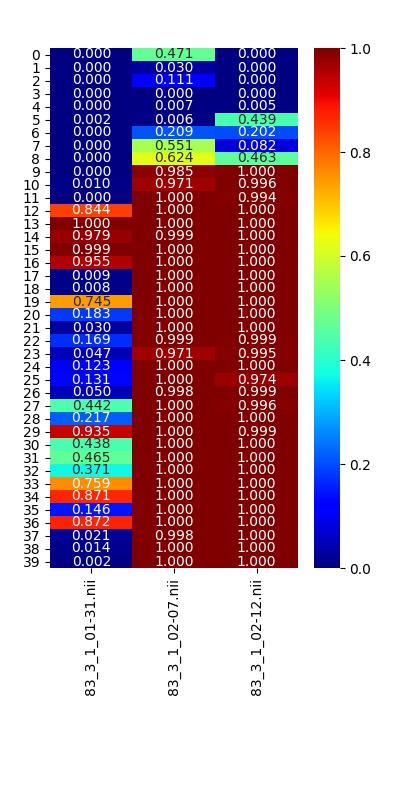 0 0.000 0.471 0.000
1 0.000 0.030 0.000
2 0.000 0.111 0.000
3 0.000 0.000 0.000
4 0.000 0.007 0.005
5 0.002 0.006 0.439
6 0.000 0.209 0.202
7 0.000 0.551 0.082
8 0.000 0.624 0.463
9 0.000 0.985 1.000
10 0.010 0.971 0.996
11 0.000 1.000 0.994
12 0.844 1.000 1.000
13 1.000 1.000 1.000
14 0.979 0.999 1.000
15 0.999 1.000 1.000
16 0.955 1.000 1.000
17 0.009 1.000 1.000
18 0.008 1.000 1.000
19 0.745 1.000 1.000
20 0.183 1.000 1.000
21 0.030 1.000 1.000
22 0.169 0.999 0.999
23 0.047 0.971 0.995
24 0.123 1.000 1.000
25 0.131 1.000 0.974
26 0.050 0.998 0.999
27 0.442 1.000 0.996
28 0.217 1.000 1.000
29 0.935 1.000 0.999
30 0.438 1.000 1.000
31 0.465 1.000 1.000
32 0.371 1.000 1.000
33 0.759 1.000 1.000
34 0.871 1.000 1.000
35 0.146 1.000 1.000
36 0.872 1.000 1.000
37 0.021 0.998 1.000
38 0.014 1.000 1.000
39 0.002 1.000 1.000
83_3_1_01-31.nii
83_3_1_02-07.nii
83_3_1_02-12.nii
1.0
0.8
0.6
0.4
0.2
0.0